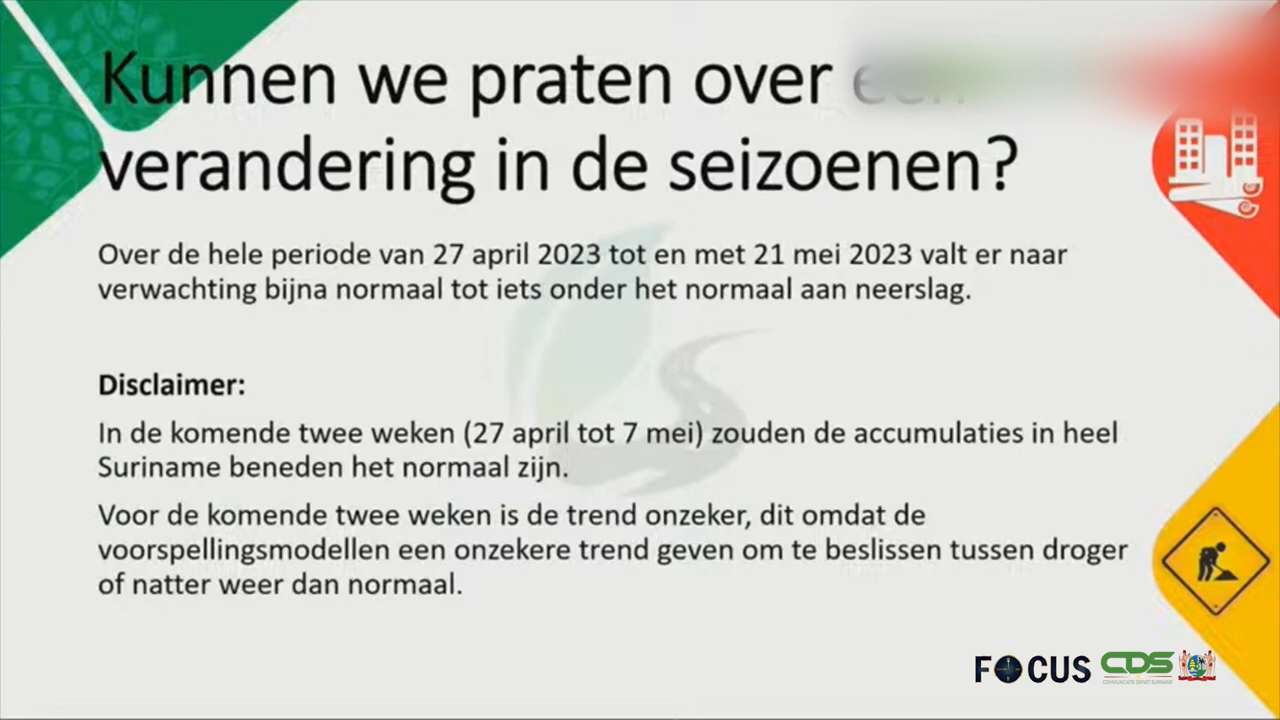 Kunnen we praten over een
verandering in de seizoenen?
Over de hele periode van 27 april 2023 tot en met 21 mei 2023 valt er naar
verwachting bijna normaal tot iets onder het normaal aan neerslag.
Disclaimer:
In de komende twee weken (27 april tot 7 mei) zouden de accumulaties in heel
Suriname beneden het normaal zijn.
Voor de komende twee weken is de trend onzeker, dit omdat de
voorspellingsmodellen een onzekere trend geven om te beslissen tussen droger
of natter weer dan normaal.
FOCUS
CDS
COMMUNICATIE DIENST SURINAME